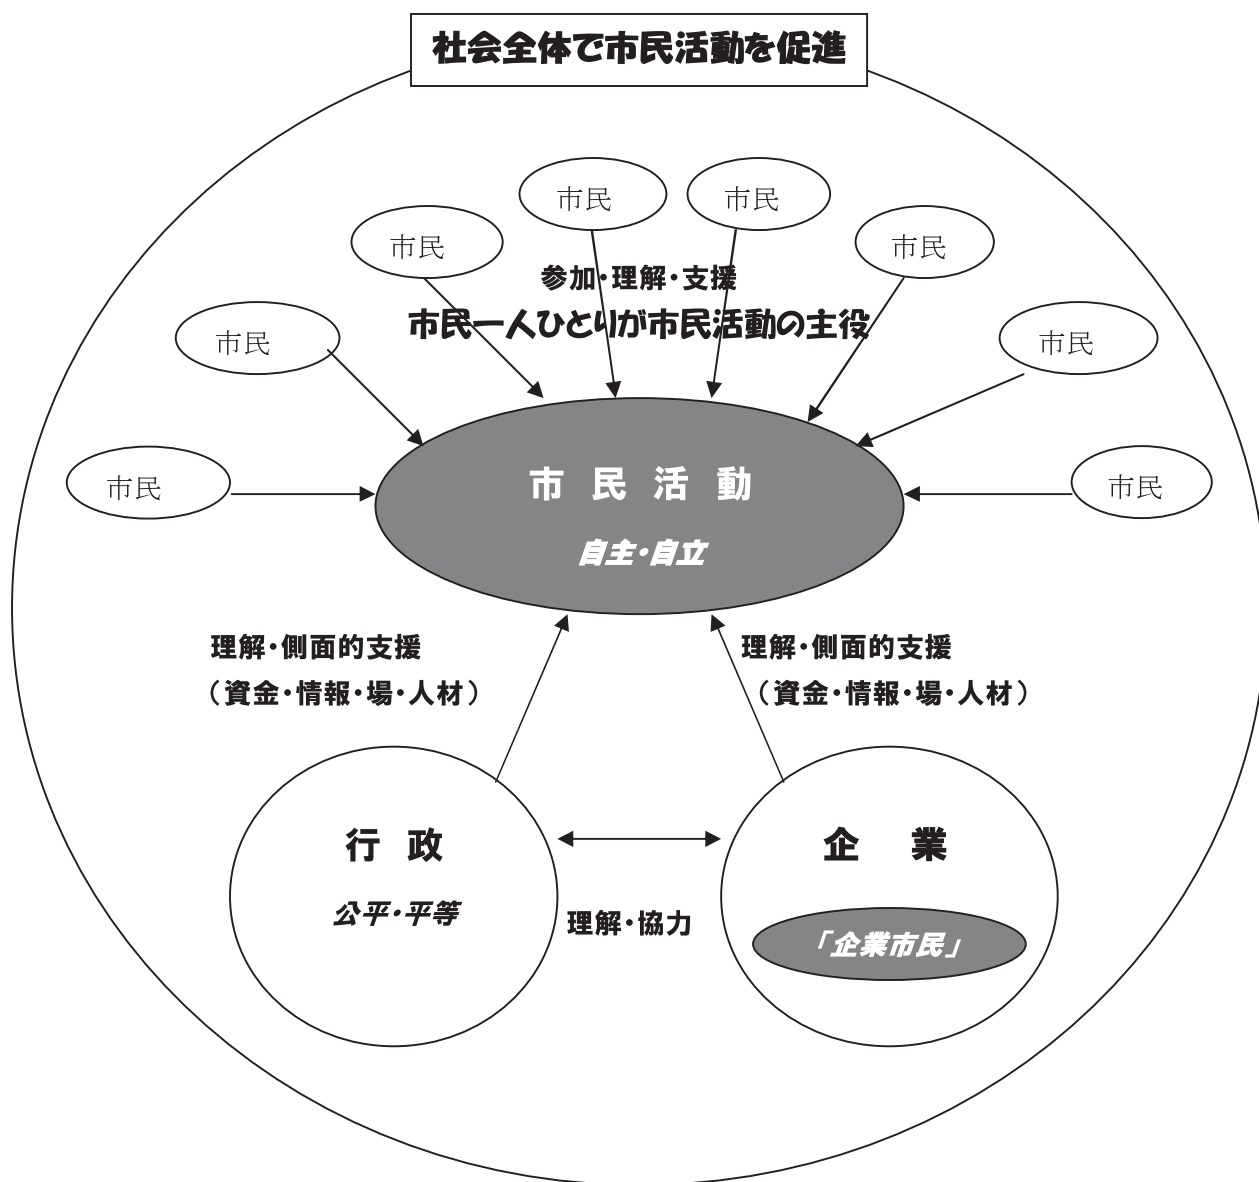 社会全体で市民活動を促進
市民
市民
市民
市民
参加・理解・支援
市民一人ひとりが市民活動の主役
市民
市民
市民
市民
市民活動
自主・自立
理解・側面的支援
（資金・情報・場・人材）
理解・側面的支援
（資金・情報・場・人材）
行政
公平・平等
理解・協力
企業
「企業市民」